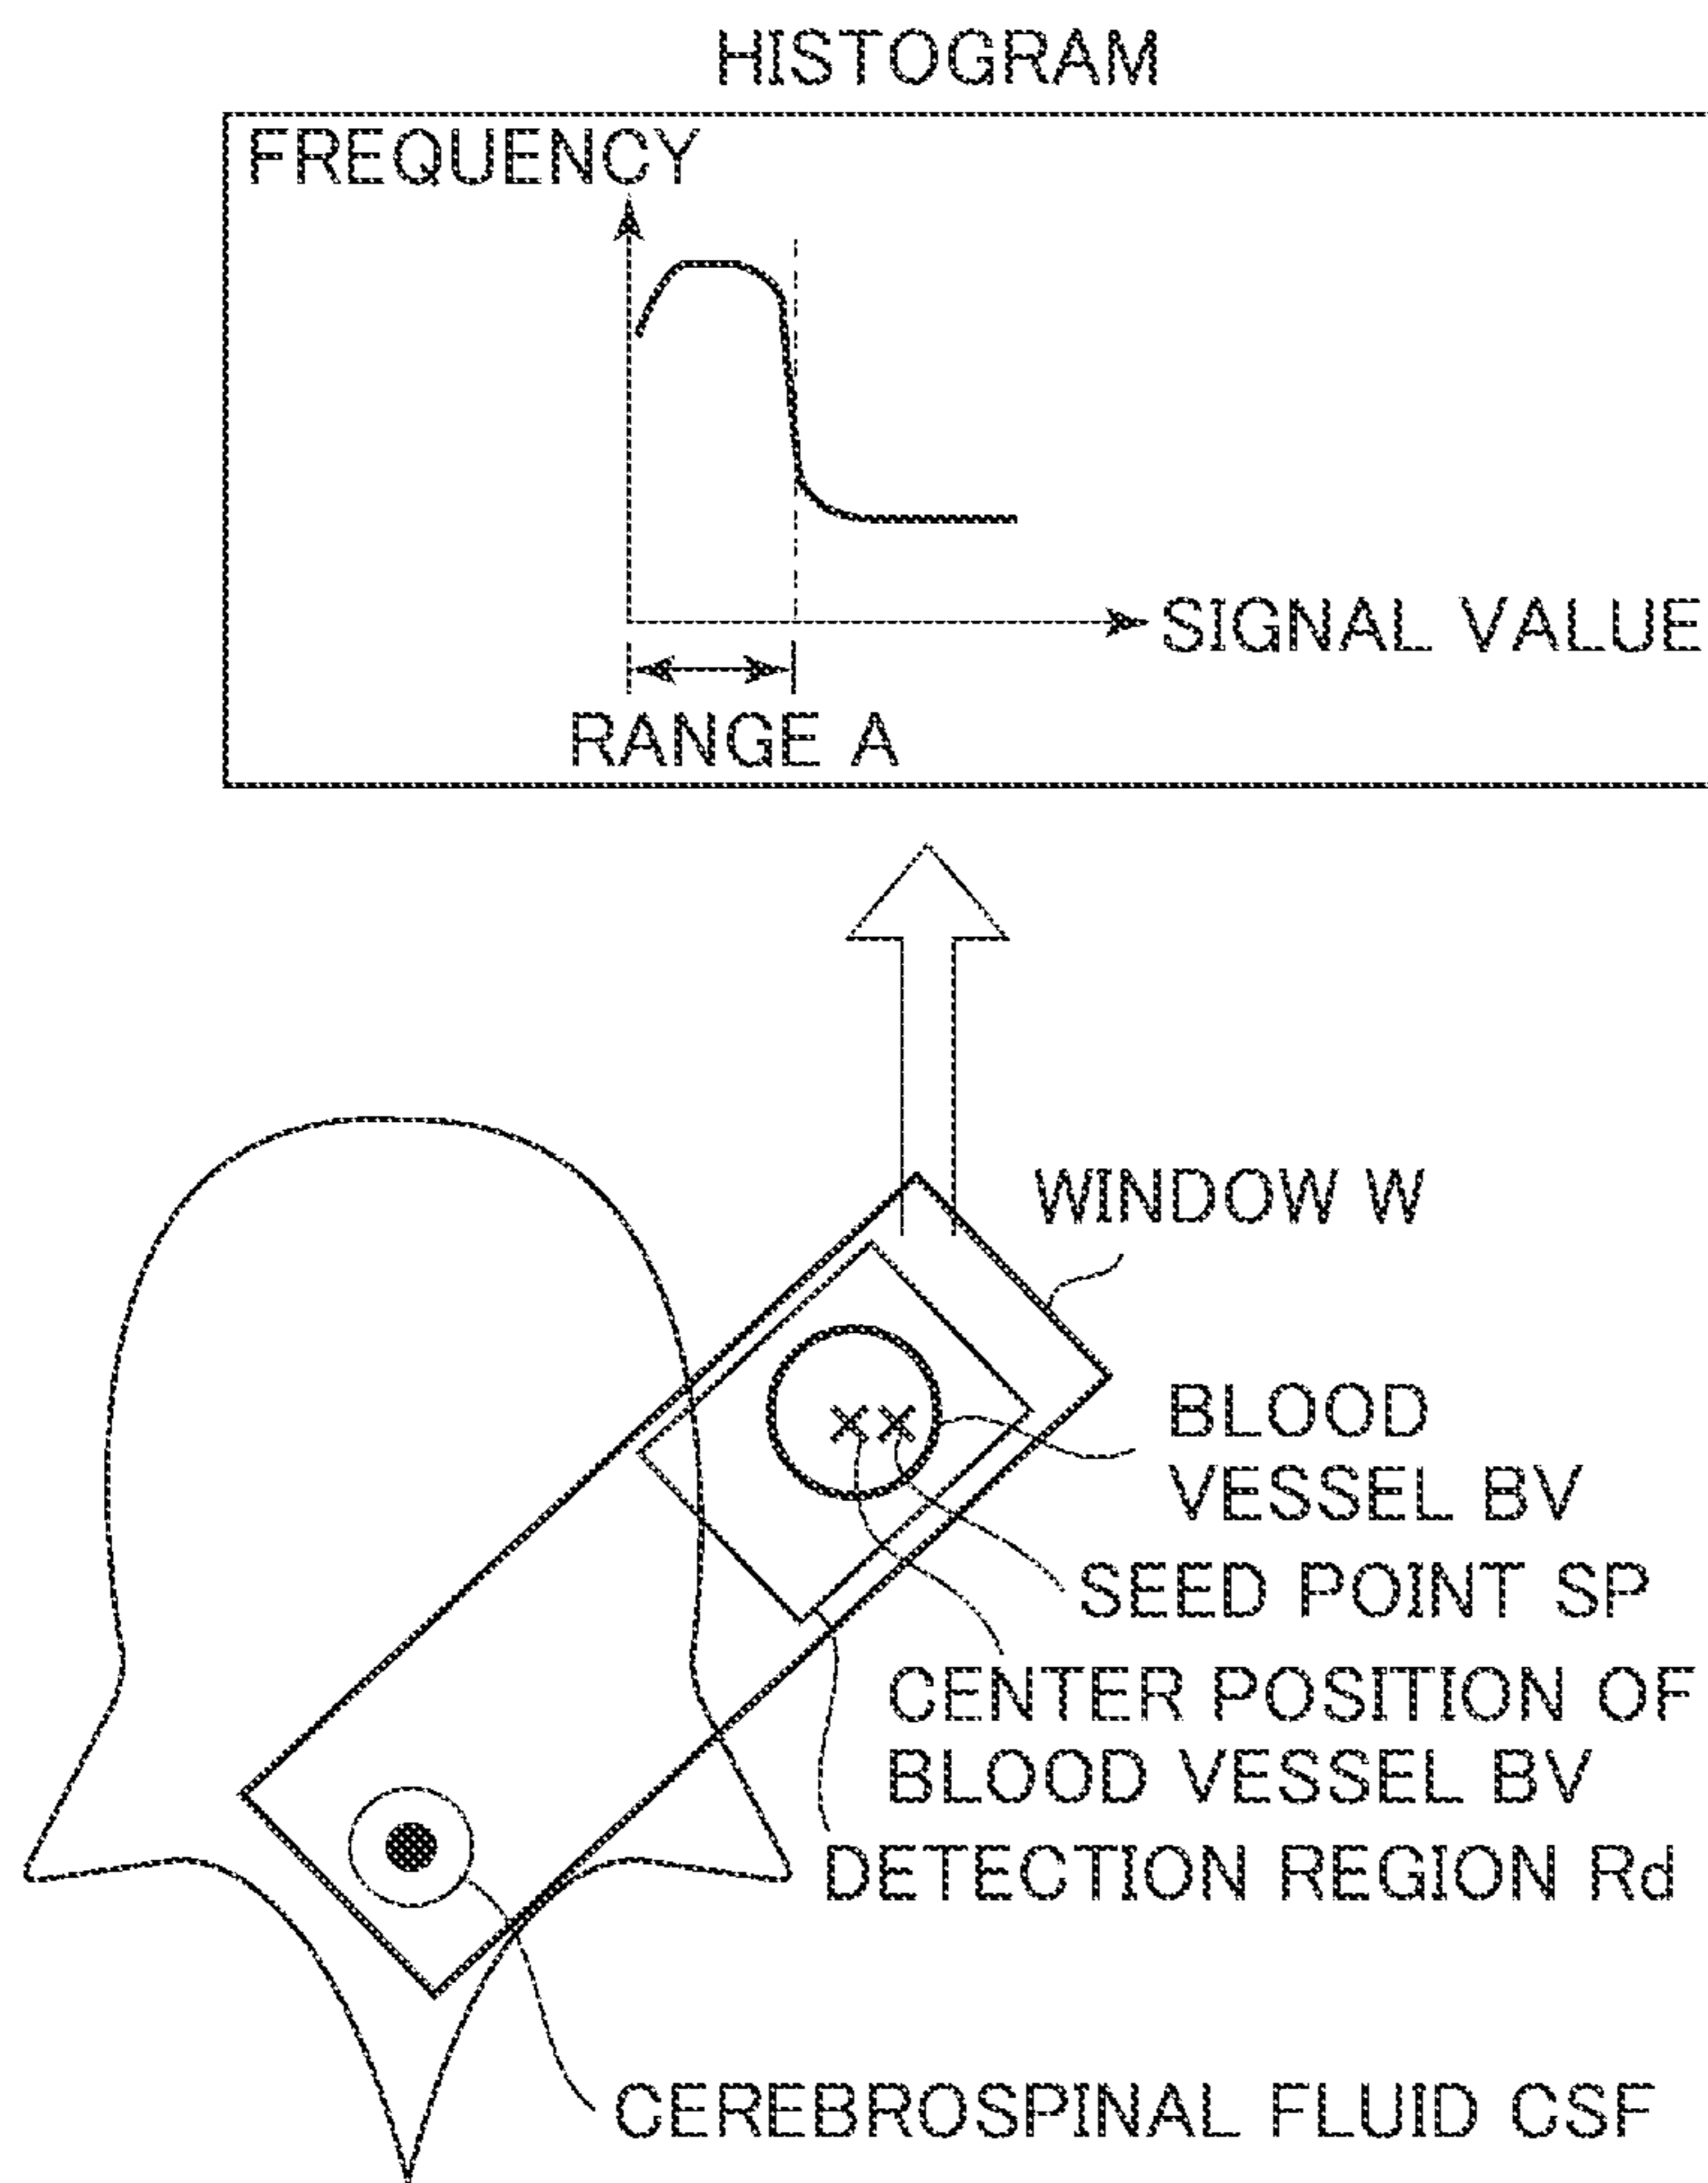 HISTOGRAM
FREQUENCY
SIGNAL VALUE
RANGE A
WINDOW W
BLOOD
VESSEL BV
SEED POINT SP
CENTER POSITION OF
BLOOD VESSEL BV
DETECTION REGION Rd
CEREBROSPINAL FLUID CSF